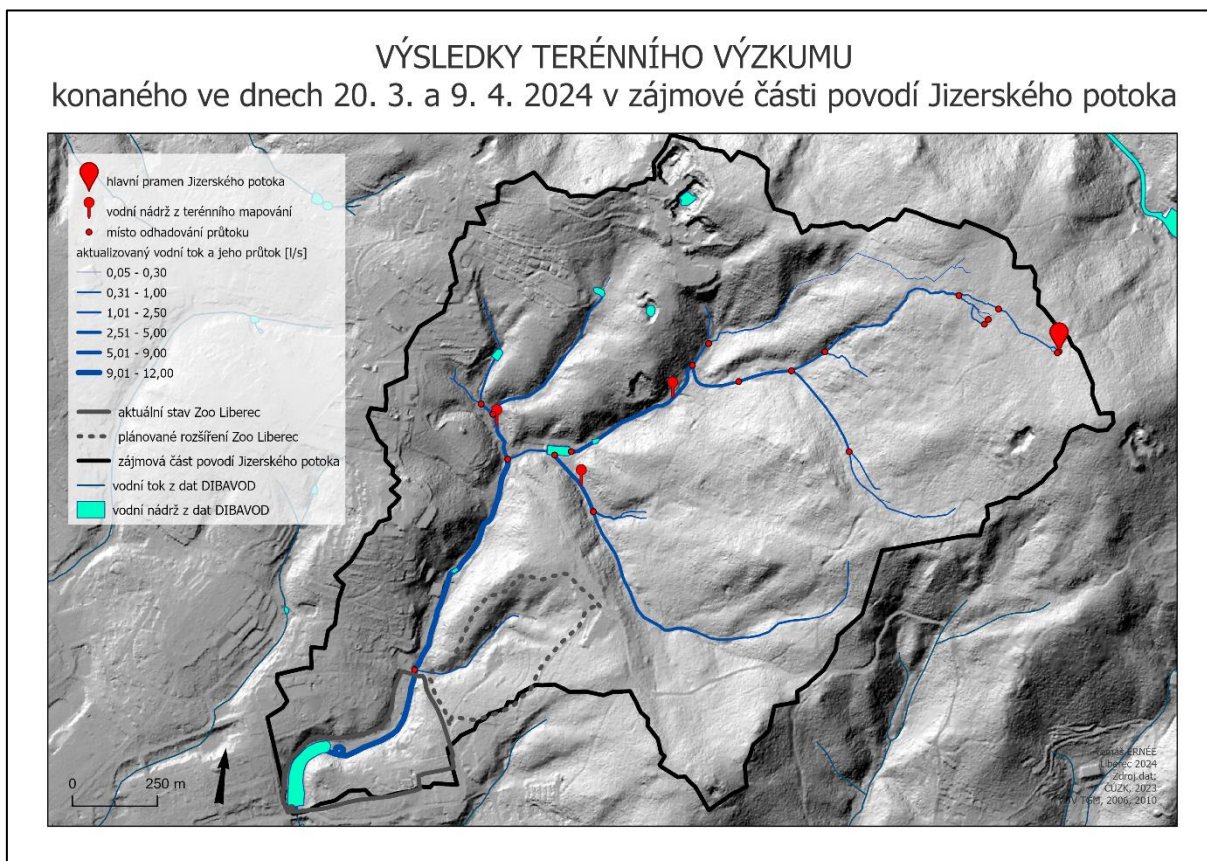 VÝSLEDKY TERÉNNÍHO VÝZKUMU
konaného ve dnech 20. 3. a 9. 4. 2024 v zájmové části povodí Jizerského potoka
hlavní pramen Jizerského potoka
vodní nádrž z terénního mapování
místo odhadování průtoku
aktualizovaný vodní tok a jeho průtok [l/s]
0,05 - 0,30
0,31 - 1,00
1,01 - 2,50
2,51 - 5,00
5,01 - 9,00
9,01 - 12,00
aktuální stav Zoo Liberec
plánované rozšíření Zoo Liberec
zájmová část povodí Jizerského potoka
vodní tok z dat DIBAVOD
vodní nádrž z dat DIBAVOD
0 250 m
ERNÉE
Liberec 2024
Zdroj dat:
ČÚZK, 2023
TGM, 2006, 2010